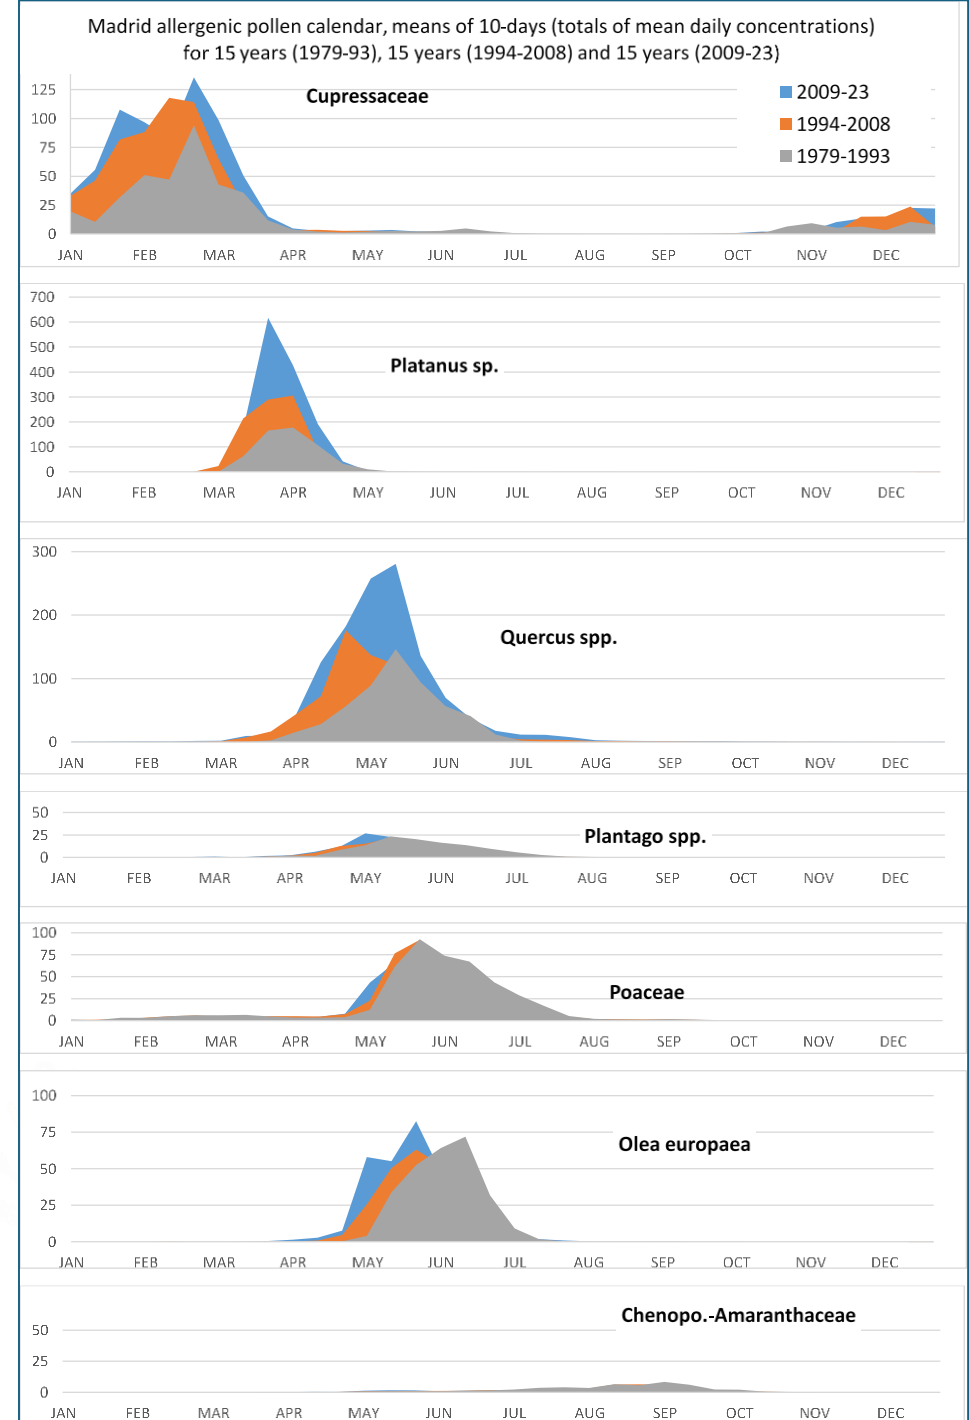 Madrid allergenic pollen calendar, means of 10-days (totals of mean daily concentrations)
for 15 years (1979-93), 15 years (1994-2008) and 15 years (2009-23)
Cupressaceae
2009-23
1994-2008
1979-1993
125
100
75
50
25
0
JAN FEB MAR APR MAY JUN JUL AUG SEP OCT NOV DEC
Platanus sp.
700
600
500
400
300
200
100
0
JAN FEB MAR APR MAY JUN JUL AUG SEP OCT NOV DEC
Quercus spp.
300
200
100
0
JAN FEB MAR APR MAY JUN JUL AUG SEP OCT NOV DEC
Plantago spp.
50
25
0
JAN FEB MAR APR MAY JUN JUL AUG SEP OCT NOV DEC
Poaceae
100
75
50
25
0
JAN FEB MAR APR MAY JUN JUL AUG SEP OCT NOV DEC
Olea europaea
100
75
50
25
0
JAN FEB MAR APR MAY JUN JUL AUG SEP OCT NOV DEC
Chenopo.-Amaranthaceae
50
25
0
JAN FEB MAR APR MAY JUN JUL AUG SEP OCT NOV DEC